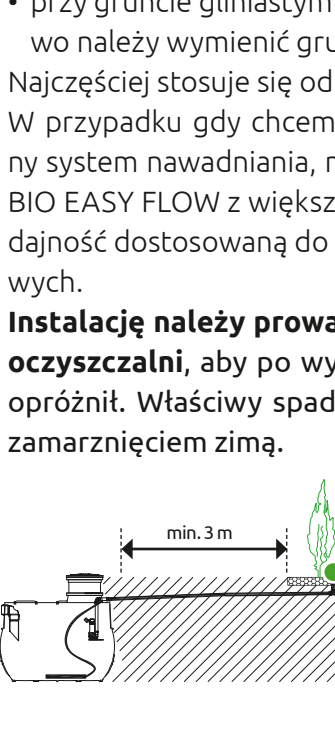 • przy gruncie gliniastym
wo należy wymienić gru
Najczęściej stosuje się od
W przypadku gdy chcem
ny system nawadniania, 
BIO EASY FLOW z większ
dajność dostosowaną do
wych.
Instalację należy prowa
oczyszczalni, aby po wy
opróżnił. Właściwy spad
zamarznięciem zimą.
min. 3 m